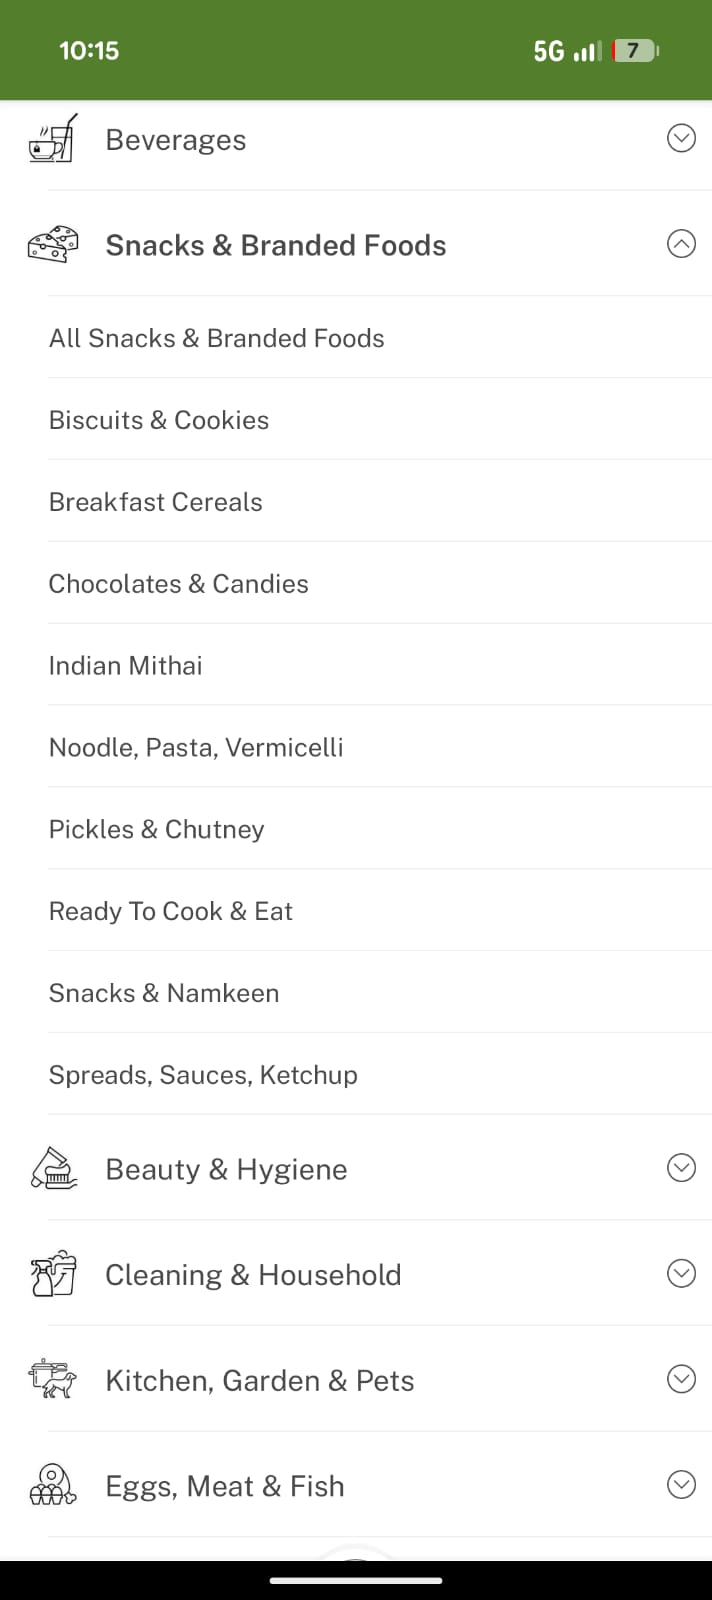 10:15
5G 7
Beverages
Snacks & Branded Foods
All Snacks & Branded Foods
Biscuits & Cookies
Breakfast Cereals
Chocolates & Candies
Indian Mithai
Noodle, Pasta, Vermicelli
Pickles & Chutney
Ready To Cook & Eat
Snacks & Namkeen
Spreads, Sauces, Ketchup
Beauty & Hygiene
Cleaning & Household
Kitchen, Garden & Pets
Eggs, Meat & Fish